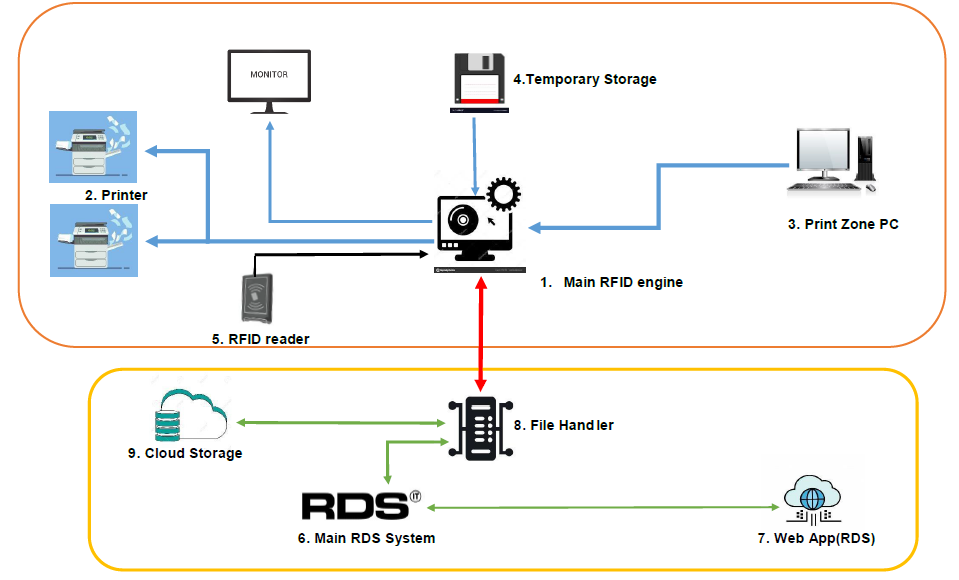 MONITOR
4.Temporary Storage
2. Printer
3. Print Zone PC
1. Main RFID engine
5. RFID reader
8. File Handler
9. Cloud Storage
RDS IT
6. Main RDS System
7. Web App(RDS)